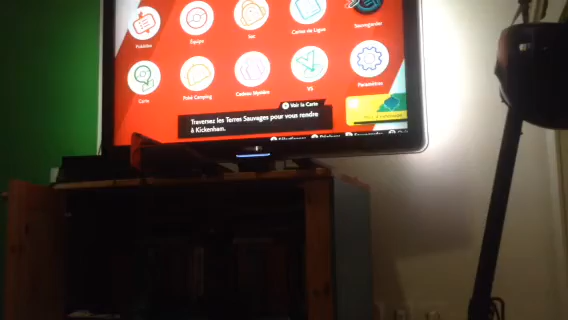 Pokédex
Équipe
Sac
Cartes de Ligue
Sauvegarder
Carte
Poké Camping
Cadeau Mystère
VS
Paramètres
Voir la Carte
Traversez les Terres Sauvages pour vous rendre
à Kickenham.